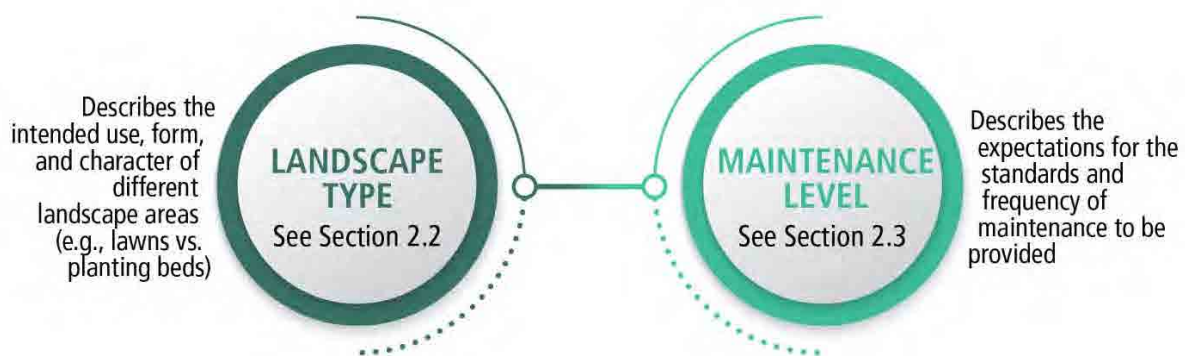 Describes the
intended use, form,
and character of
different
landscape areas
(e.g., lawns vs.
planting beds)
LANDSCAPE
TYPE
See Section 2.2
MAINTENANCE
LEVEL
See Section 2.3
Describes the
expectations for the
standards and
frequency of
maintenance to be
provided